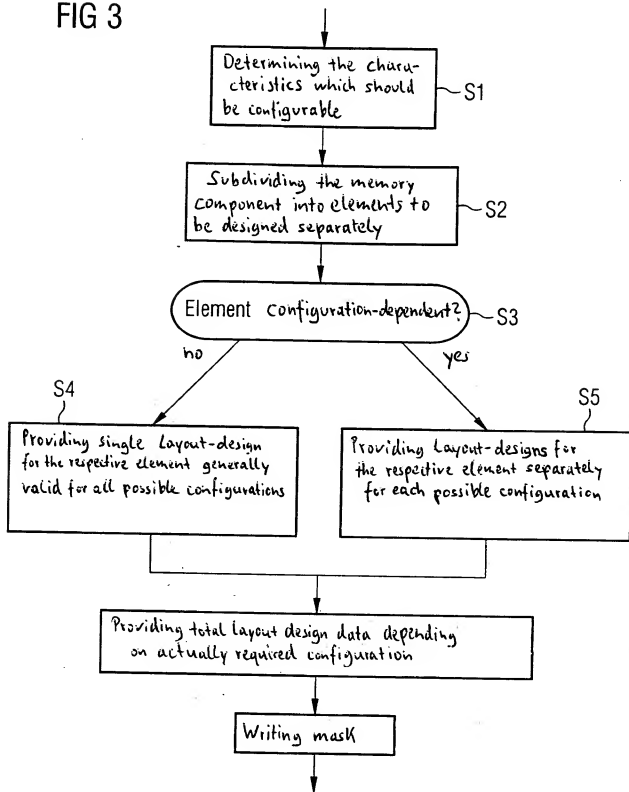 FIG 3
Determining the chara-
cteristics which should
be configurable
S1
Subdividing the memory
component into elements to
be designed separately
S2
Element configuration-dependent?
S3
no
yes
S4
Providing single Layout-design
for the respective element generally
valid for all possible configurations
S5
Providing Layout-designs for
the respective element separately
for each possible configuration
Providing total Layout design data depending
on actually required configuration
Writing mask